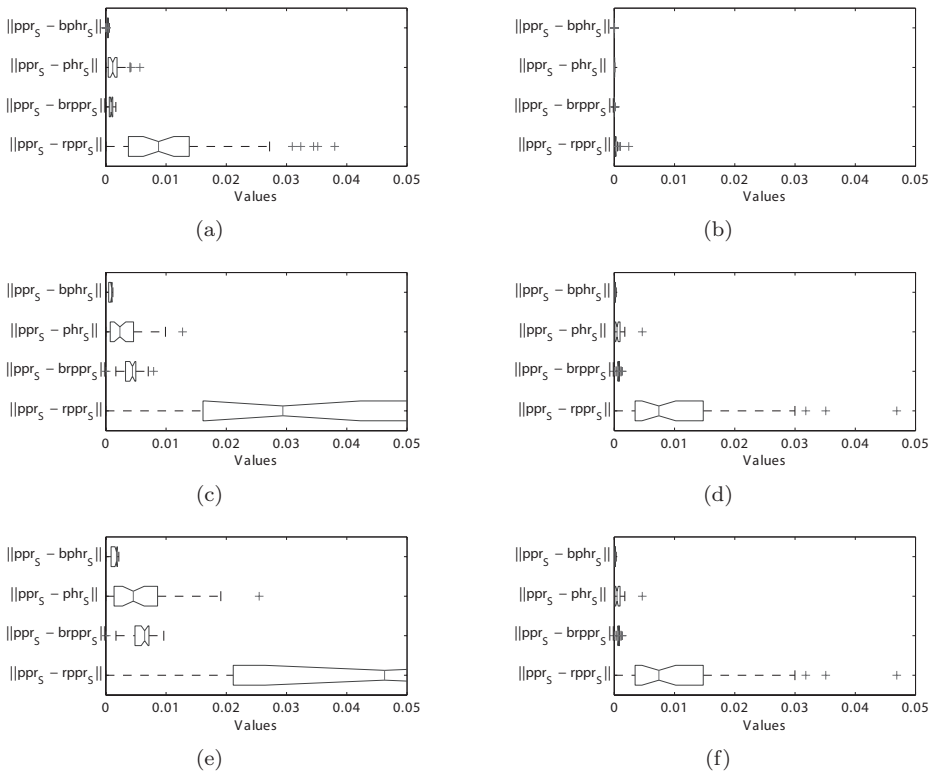 ||ppr_S − bphr_S||
||ppr_S − phr_S||
||ppr_S − brppr_S||
||ppr_S − rppr_S||
0 0.01 0.02 0.03 0.04 0.05
Values
(a)
||ppr_S − bphr_S||
||ppr_S − phr_S||
||ppr_S − brppr_S||
||ppr_S − rppr_S||
0 0.01 0.02 0.03 0.04 0.05
Values
(b)
||ppr_S − bphr_S||
||ppr_S − phr_S||
||ppr_S − brppr_S||
||ppr_S − rppr_S||
0 0.01 0.02 0.03 0.04 0.05
Values
(c)
||ppr_S − bphr_S||
||ppr_S − phr_S||
||ppr_S − brppr_S||
||ppr_S − rppr_S||
0 0.01 0.02 0.03 0.04 0.05
Values
(d)
||ppr_S − bphr_S||
||ppr_S − phr_S||
||ppr_S − brppr_S||
||ppr_S − rppr_S||
0 0.01 0.02 0.03 0.04 0.05
Values
(e)
||ppr_S − bphr_S||
||ppr_S − phr_S||
||ppr_S − brppr_S||
||ppr_S − rppr_S||
0 0.01 0.02 0.03 0.04 0.05
Values
(f)